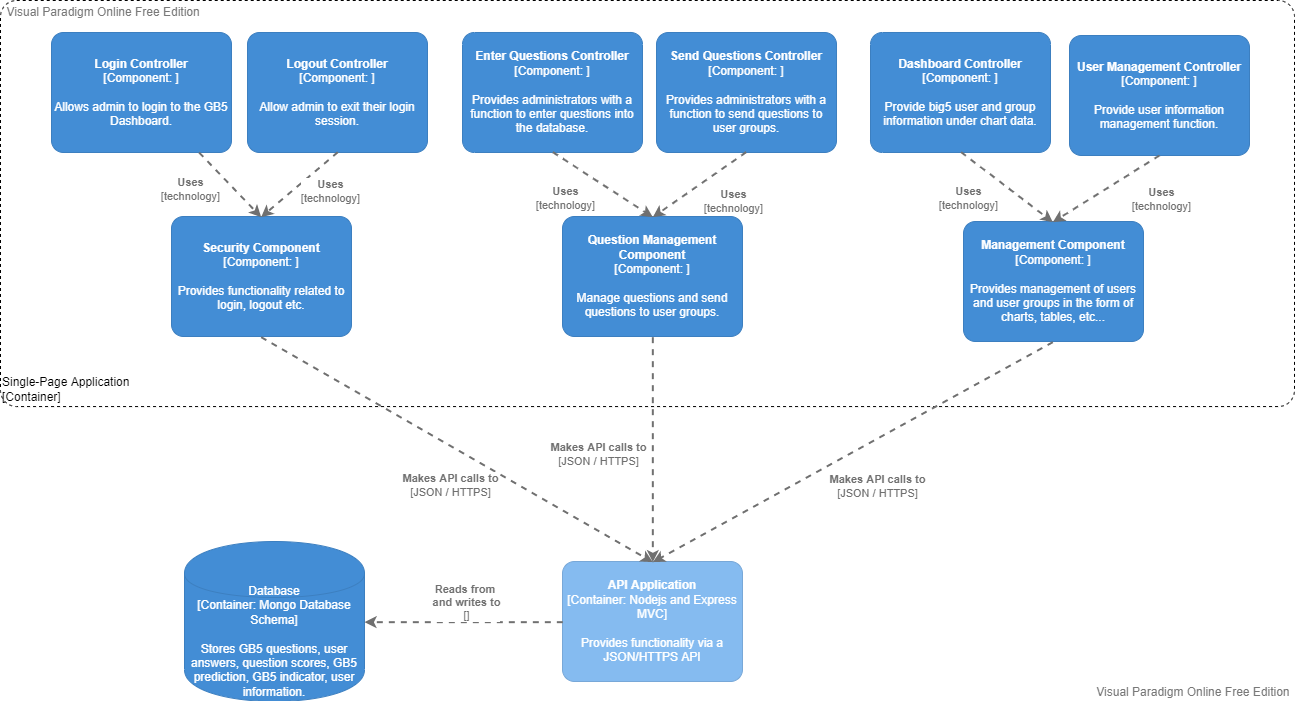 Visual Paradigm Online Free Edition
Login Controller
[Component: ]
Allows admin to login to the GB5
Dashboard.
Logout Controller
[Component: ]
Allow admin to exit their login
session.
Enter Questions Controller
[Component: ]
Provides administrators with a
function to enter questions into
the database.
Send Questions Controller
[Component: ]
Provides administrators with a
function to send questions to
user groups.
Dashboard Controller
[Component: ]
Provide big5 user and group
information under chart data.
User Management Controller
[Component: ]
Provide user information
management function.
Uses
[technology]
Uses
[technology]
Uses
[technology]
Uses
[technology]
Uses
[technology]
Uses
[technology]
Security Component
[Component: ]
Provides functionality related to
login, logout etc.
Question Management
Component
[Component: ]
Manage questions and send
questions to user groups.
Management Component
[Component: ]
Provides management of users
and user groups in the form of
charts, tables, etc...
Single-Page Application
[Container]
Makes API calls to
[JSON / HTTPS]
Makes API calls to
[JSON / HTTPS]
Makes API calls to
[JSON / HTTPS]
Database
[Container: Mongo Database
Schema]
Stores GB5 questions, user
answers, question scores, GB5
prediction, GB5 indicator, user
information.
Reads from
and writes to
[]
API Application
[Container: Nodejs and Express
MVC]
Provides functionality via a
JSON/HTTPS API
Visual Paradigm Online Free Edition